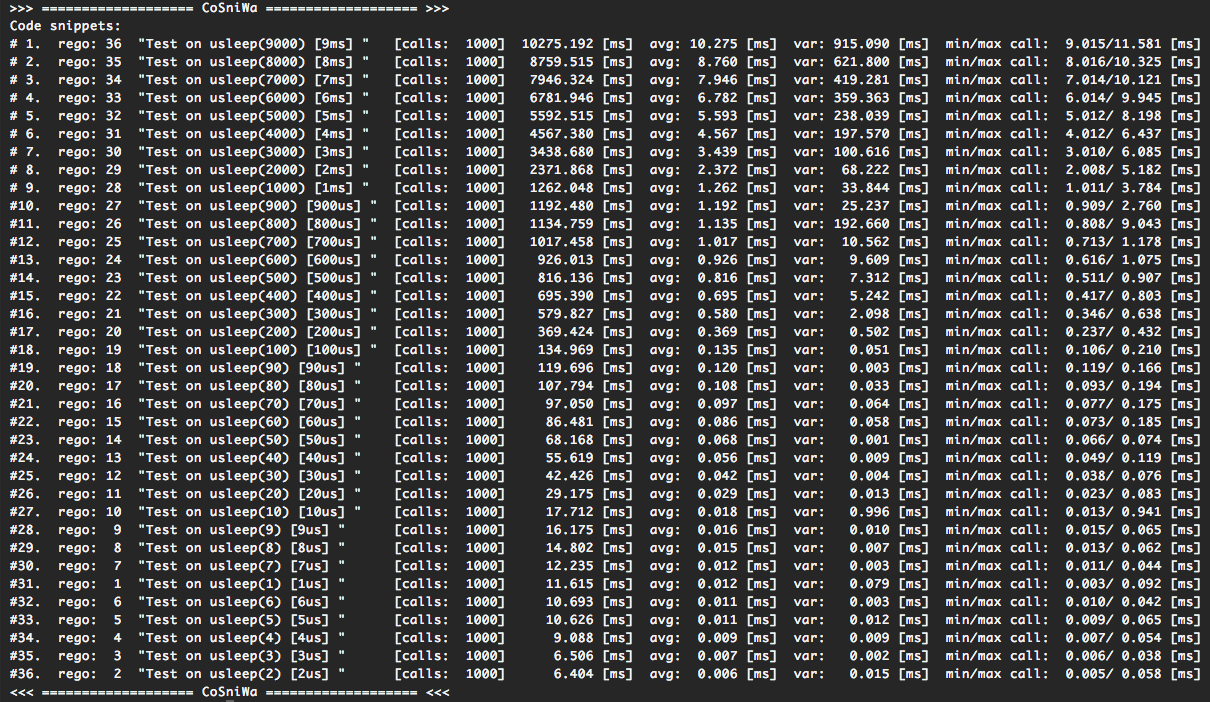 >>> =================== CoSniWa =================== >>>
Code snippets:
# 1.  rego: 36  "Test on usleep(9000) [9ms] "   [calls:  1000]  10275.192 [ms]  avg: 10.275 [ms]  var: 915.090 [ms]  min/max call:  9.015/11.581 [ms]
# 2.  rego: 35  "Test on usleep(8000) [8ms] "   [calls:  1000]   8759.515 [ms]  avg:  8.760 [ms]  var: 621.800 [ms]  min/max call:  8.016/10.325 [ms]
# 3.  rego: 34  "Test on usleep(7000) [7ms] "   [calls:  1000]   7946.324 [ms]  avg:  7.946 [ms]  var: 419.281 [ms]  min/max call:  7.014/10.121 [ms]
# 4.  rego: 33  "Test on usleep(6000) [6ms] "   [calls:  1000]   6781.946 [ms]  avg:  6.782 [ms]  var: 359.363 [ms]  min/max call:  6.014/ 9.945 [ms]
# 5.  rego: 32  "Test on usleep(5000) [5ms] "   [calls:  1000]   5592.515 [ms]  avg:  5.593 [ms]  var: 238.039 [ms]  min/max call:  5.012/ 8.198 [ms]
# 6.  rego: 31  "Test on usleep(4000) [4ms] "   [calls:  1000]   4567.380 [ms]  avg:  4.567 [ms]  var: 197.570 [ms]  min/max call:  4.012/ 6.437 [ms]
# 7.  rego: 30  "Test on usleep(3000) [3ms] "   [calls:  1000]   3438.680 [ms]  avg:  3.439 [ms]  var: 100.616 [ms]  min/max call:  3.010/ 6.085 [ms]
# 8.  rego: 29  "Test on usleep(2000) [2ms] "   [calls:  1000]   2371.868 [ms]  avg:  2.372 [ms]  var:  68.222 [ms]  min/max call:  2.008/ 5.182 [ms]
# 9.  rego: 28  "Test on usleep(1000) [1ms] "   [calls:  1000]   1262.048 [ms]  avg:  1.262 [ms]  var:  33.844 [ms]  min/max call:  1.011/ 3.784 [ms]
#10.  rego: 27  "Test on usleep(900) [900us] "  [calls:  1000]   1192.480 [ms]  avg:  1.192 [ms]  var:  25.237 [ms]  min/max call:  0.909/ 2.760 [ms]
#11.  rego: 26  "Test on usleep(800) [800us] "  [calls:  1000]   1134.759 [ms]  avg:  1.135 [ms]  var: 192.660 [ms]  min/max call:  0.808/ 9.043 [ms]
#12.  rego: 25  "Test on usleep(700) [700us] "  [calls:  1000]   1017.458 [ms]  avg:  1.017 [ms]  var:  10.562 [ms]  min/max call:  0.713/ 1.178 [ms]
#13.  rego: 24  "Test on usleep(600) [600us] "  [calls:  1000]    926.013 [ms]  avg:  0.926 [ms]  var:   9.609 [ms]  min/max call:  0.616/ 1.075 [ms]
#14.  rego: 23  "Test on usleep(500) [500us] "  [calls:  1000]    816.136 [ms]  avg:  0.816 [ms]  var:   7.312 [ms]  min/max call:  0.511/ 0.907 [ms]
#15.  rego: 22  "Test on usleep(400) [400us] "  [calls:  1000]    695.390 [ms]  avg:  0.695 [ms]  var:   5.242 [ms]  min/max call:  0.417/ 0.803 [ms]
#16.  rego: 21  "Test on usleep(300) [300us] "  [calls:  1000]    579.827 [ms]  avg:  0.580 [ms]  var:   2.098 [ms]  min/max call:  0.346/ 0.638 [ms]
#17.  rego: 20  "Test on usleep(200) [200us] "  [calls:  1000]    369.424 [ms]  avg:  0.369 [ms]  var:   0.502 [ms]  min/max call:  0.237/ 0.432 [ms]
#18.  rego: 19  "Test on usleep(100) [100us] "  [calls:  1000]    134.969 [ms]  avg:  0.135 [ms]  var:   0.051 [ms]  min/max call:  0.106/ 0.210 [ms]
#19.  rego: 18  "Test on usleep(90) [90us] "    [calls:  1000]    119.696 [ms]  avg:  0.120 [ms]  var:   0.003 [ms]  min/max call:  0.119/ 0.166 [ms]
#20.  rego: 17  "Test on usleep(80) [80us] "    [calls:  1000]    107.794 [ms]  avg:  0.108 [ms]  var:   0.033 [ms]  min/max call:  0.093/ 0.194 [ms]
#21.  rego: 16  "Test on usleep(70) [70us] "    [calls:  1000]     97.050 [ms]  avg:  0.097 [ms]  var:   0.064 [ms]  min/max call:  0.077/ 0.175 [ms]
#22.  rego: 15  "Test on usleep(60) [60us] "    [calls:  1000]     86.481 [ms]  avg:  0.086 [ms]  var:   0.058 [ms]  min/max call:  0.073/ 0.185 [ms]
#23.  rego: 14  "Test on usleep(50) [50us] "    [calls:  1000]     68.168 [ms]  avg:  0.068 [ms]  var:   0.001 [ms]  min/max call:  0.066/ 0.074 [ms]
#24.  rego: 13  "Test on usleep(40) [40us] "    [calls:  1000]     55.619 [ms]  avg:  0.056 [ms]  var:   0.009 [ms]  min/max call:  0.049/ 0.119 [ms]
#25.  rego: 12  "Test on usleep(30) [30us] "    [calls:  1000]     42.426 [ms]  avg:  0.042 [ms]  var:   0.004 [ms]  min/max call:  0.038/ 0.076 [ms]
#26.  rego: 11  "Test on usleep(20) [20us] "    [calls:  1000]     29.175 [ms]  avg:  0.029 [ms]  var:   0.013 [ms]  min/max call:  0.023/ 0.083 [ms]
#27.  rego: 10  "Test on usleep(10) [10us] "    [calls:  1000]     17.712 [ms]  avg:  0.018 [ms]  var:   0.996 [ms]  min/max call:  0.013/ 0.941 [ms]
#28.  rego:  9  "Test on usleep(9) [9us] "      [calls:  1000]     16.175 [ms]  avg:  0.016 [ms]  var:   0.010 [ms]  min/max call:  0.015/ 0.065 [ms]
#29.  rego:  8  "Test on usleep(8) [8us] "      [calls:  1000]     14.802 [ms]  avg:  0.015 [ms]  var:   0.007 [ms]  min/max call:  0.013/ 0.062 [ms]
#30.  rego:  7  "Test on usleep(7) [7us] "      [calls:  1000]     12.235 [ms]  avg:  0.012 [ms]  var:   0.003 [ms]  min/max call:  0.011/ 0.044 [ms]
#31.  rego:  1  "Test on usleep(1) [1us] "      [calls:  1000]     11.615 [ms]  avg:  0.012 [ms]  var:   0.079 [ms]  min/max call:  0.003/ 0.092 [ms]
#32.  rego:  6  "Test on usleep(6) [6us] "      [calls:  1000]     10.693 [ms]  avg:  0.011 [ms]  var:   0.003 [ms]  min/max call:  0.010/ 0.042 [ms]
#33.  rego:  5  "Test on usleep(5) [5us] "      [calls:  1000]     10.626 [ms]  avg:  0.011 [ms]  var:   0.012 [ms]  min/max call:  0.009/ 0.065 [ms]
#34.  rego:  4  "Test on usleep(4) [4us] "      [calls:  1000]      9.088 [ms]  avg:  0.009 [ms]  var:   0.009 [ms]  min/max call:  0.007/ 0.054 [ms]
#35.  rego:  3  "Test on usleep(3) [3us] "      [calls:  1000]      6.506 [ms]  avg:  0.007 [ms]  var:   0.002 [ms]  min/max call:  0.006/ 0.038 [ms]
#36.  rego:  2  "Test on usleep(2) [2us] "      [calls:  1000]      6.404 [ms]  avg:  0.006 [ms]  var:   0.015 [ms]  min/max call:  0.005/ 0.058 [ms]
<<< =================== CoSniWa =================== <<<